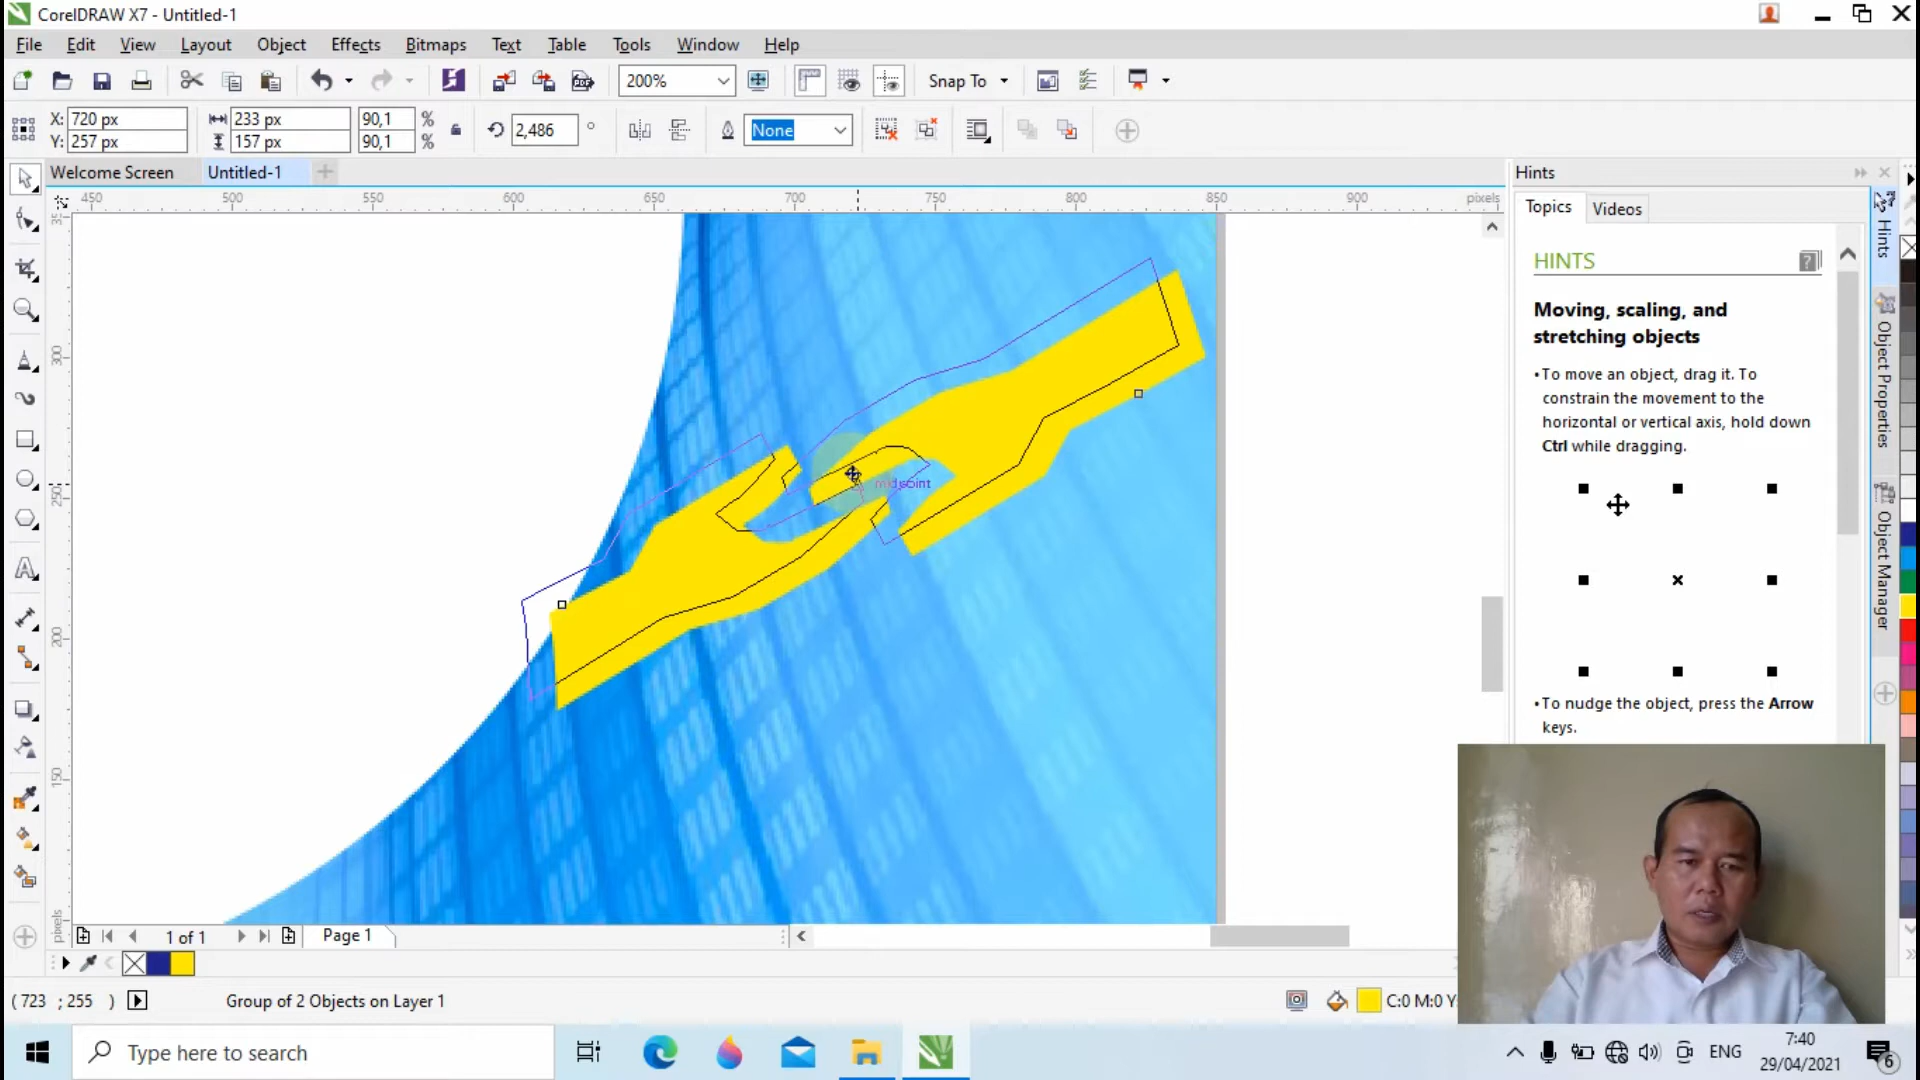 CorelDRAW X7 - Untitled-1
File Edit View Layout Object Effects Bitmaps Text Table Tools Window Help
200% Snap To
X: 720 px 233 px 90,1 % 2,486 ° None
Y: 257 px 157 px 90,1 %
Welcome Screen Untitled-1
Hints
450 500 550 600 650 700 750 800 850 900 pixels
Topics Videos
HINTS
Moving, scaling, and
stretching objects
•To move an object, drag it. To
constrain the movement to the
horizontal or vertical axis, hold down
Ctrl while dragging.
•To nudge the object, press the Arrow
keys.
Hints
Object Properties
Object Manager
300
250
200
150
pixels
midpoint
1 of 1 Page 1
( 723 ; 255 ) Group of 2 Objects on Layer 1 C:0 M:0 Y
Type here to search
ENG
7:40
29/04/2021
6